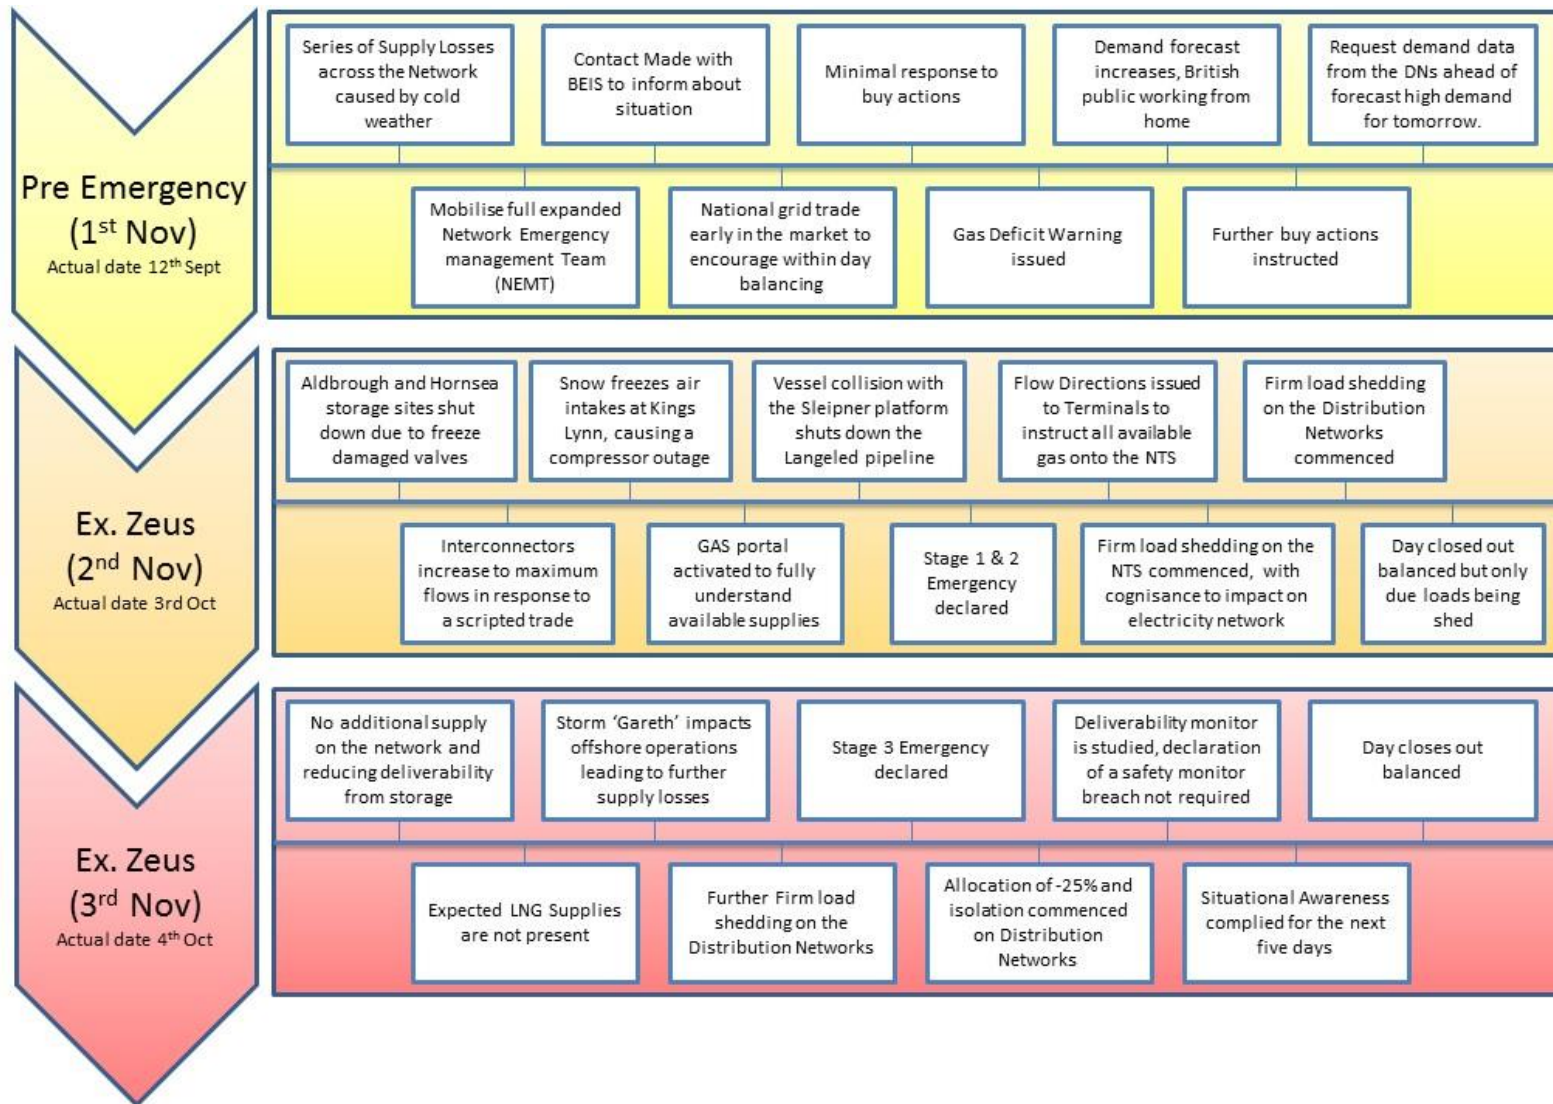 Pre Emergency
(1st Nov)
Actual date 12th Sept
Series of Supply Losses
across the Network
caused by cold
weather
Contact Made with
BEIS to inform about
situation
Minimal response to
buy actions
Demand forecast
increases, British
public working from
home
Request demand data
from the DNs ahead of
forecast high demand
for tomorrow.
Mobilise full expanded
Network Emergency
management Team
(NEMT)
National grid trade
early in the market to
encourage within day
balancing
Gas Deficit Warning
issued
Further buy actions
instructed
Ex. Zeus
(2nd Nov)
Actual date 3rd Oct
Aldbrough and Hornsea
storage sites shut
down due to freeze
damaged valves
Snow freezes air
intakes at Kings
Lynn, causing a
compressor outage
Vessel collision with
the Sleipner platform
shuts down the
Langeled pipeline
Flow Directions issued
to Terminals to
instruct all available
gas onto the NTS
Firm load shedding
on the Distribution
Networks
commenced
Interconnectors
increase to maximum
flows in response to
a scripted trade
GAS portal
activated to fully
understand
available supplies
Stage 1 & 2
Emergency
declared
Firm load shedding on the
NTS commenced, with
cognisance to impact on
electricity network
Day closed out
balanced but only
due loads being
shed
Ex. Zeus
(3rd Nov)
Actual date 4th Oct
No additional supply
on the network and
reducing deliverability
from storage
Storm ‘Gareth’ impacts
offshore operations
leading to further
supply losses
Stage 3 Emergency
declared
Deliverability monitor
is studied, declaration
of a safety monitor
breach not required
Day closes out
balanced
Expected LNG Supplies
are not present
Further Firm load
shedding on the
Distribution Networks
Allocation of -25% and
isolation commenced
on Distribution
Networks
Situational Awareness
complied for the next
five days